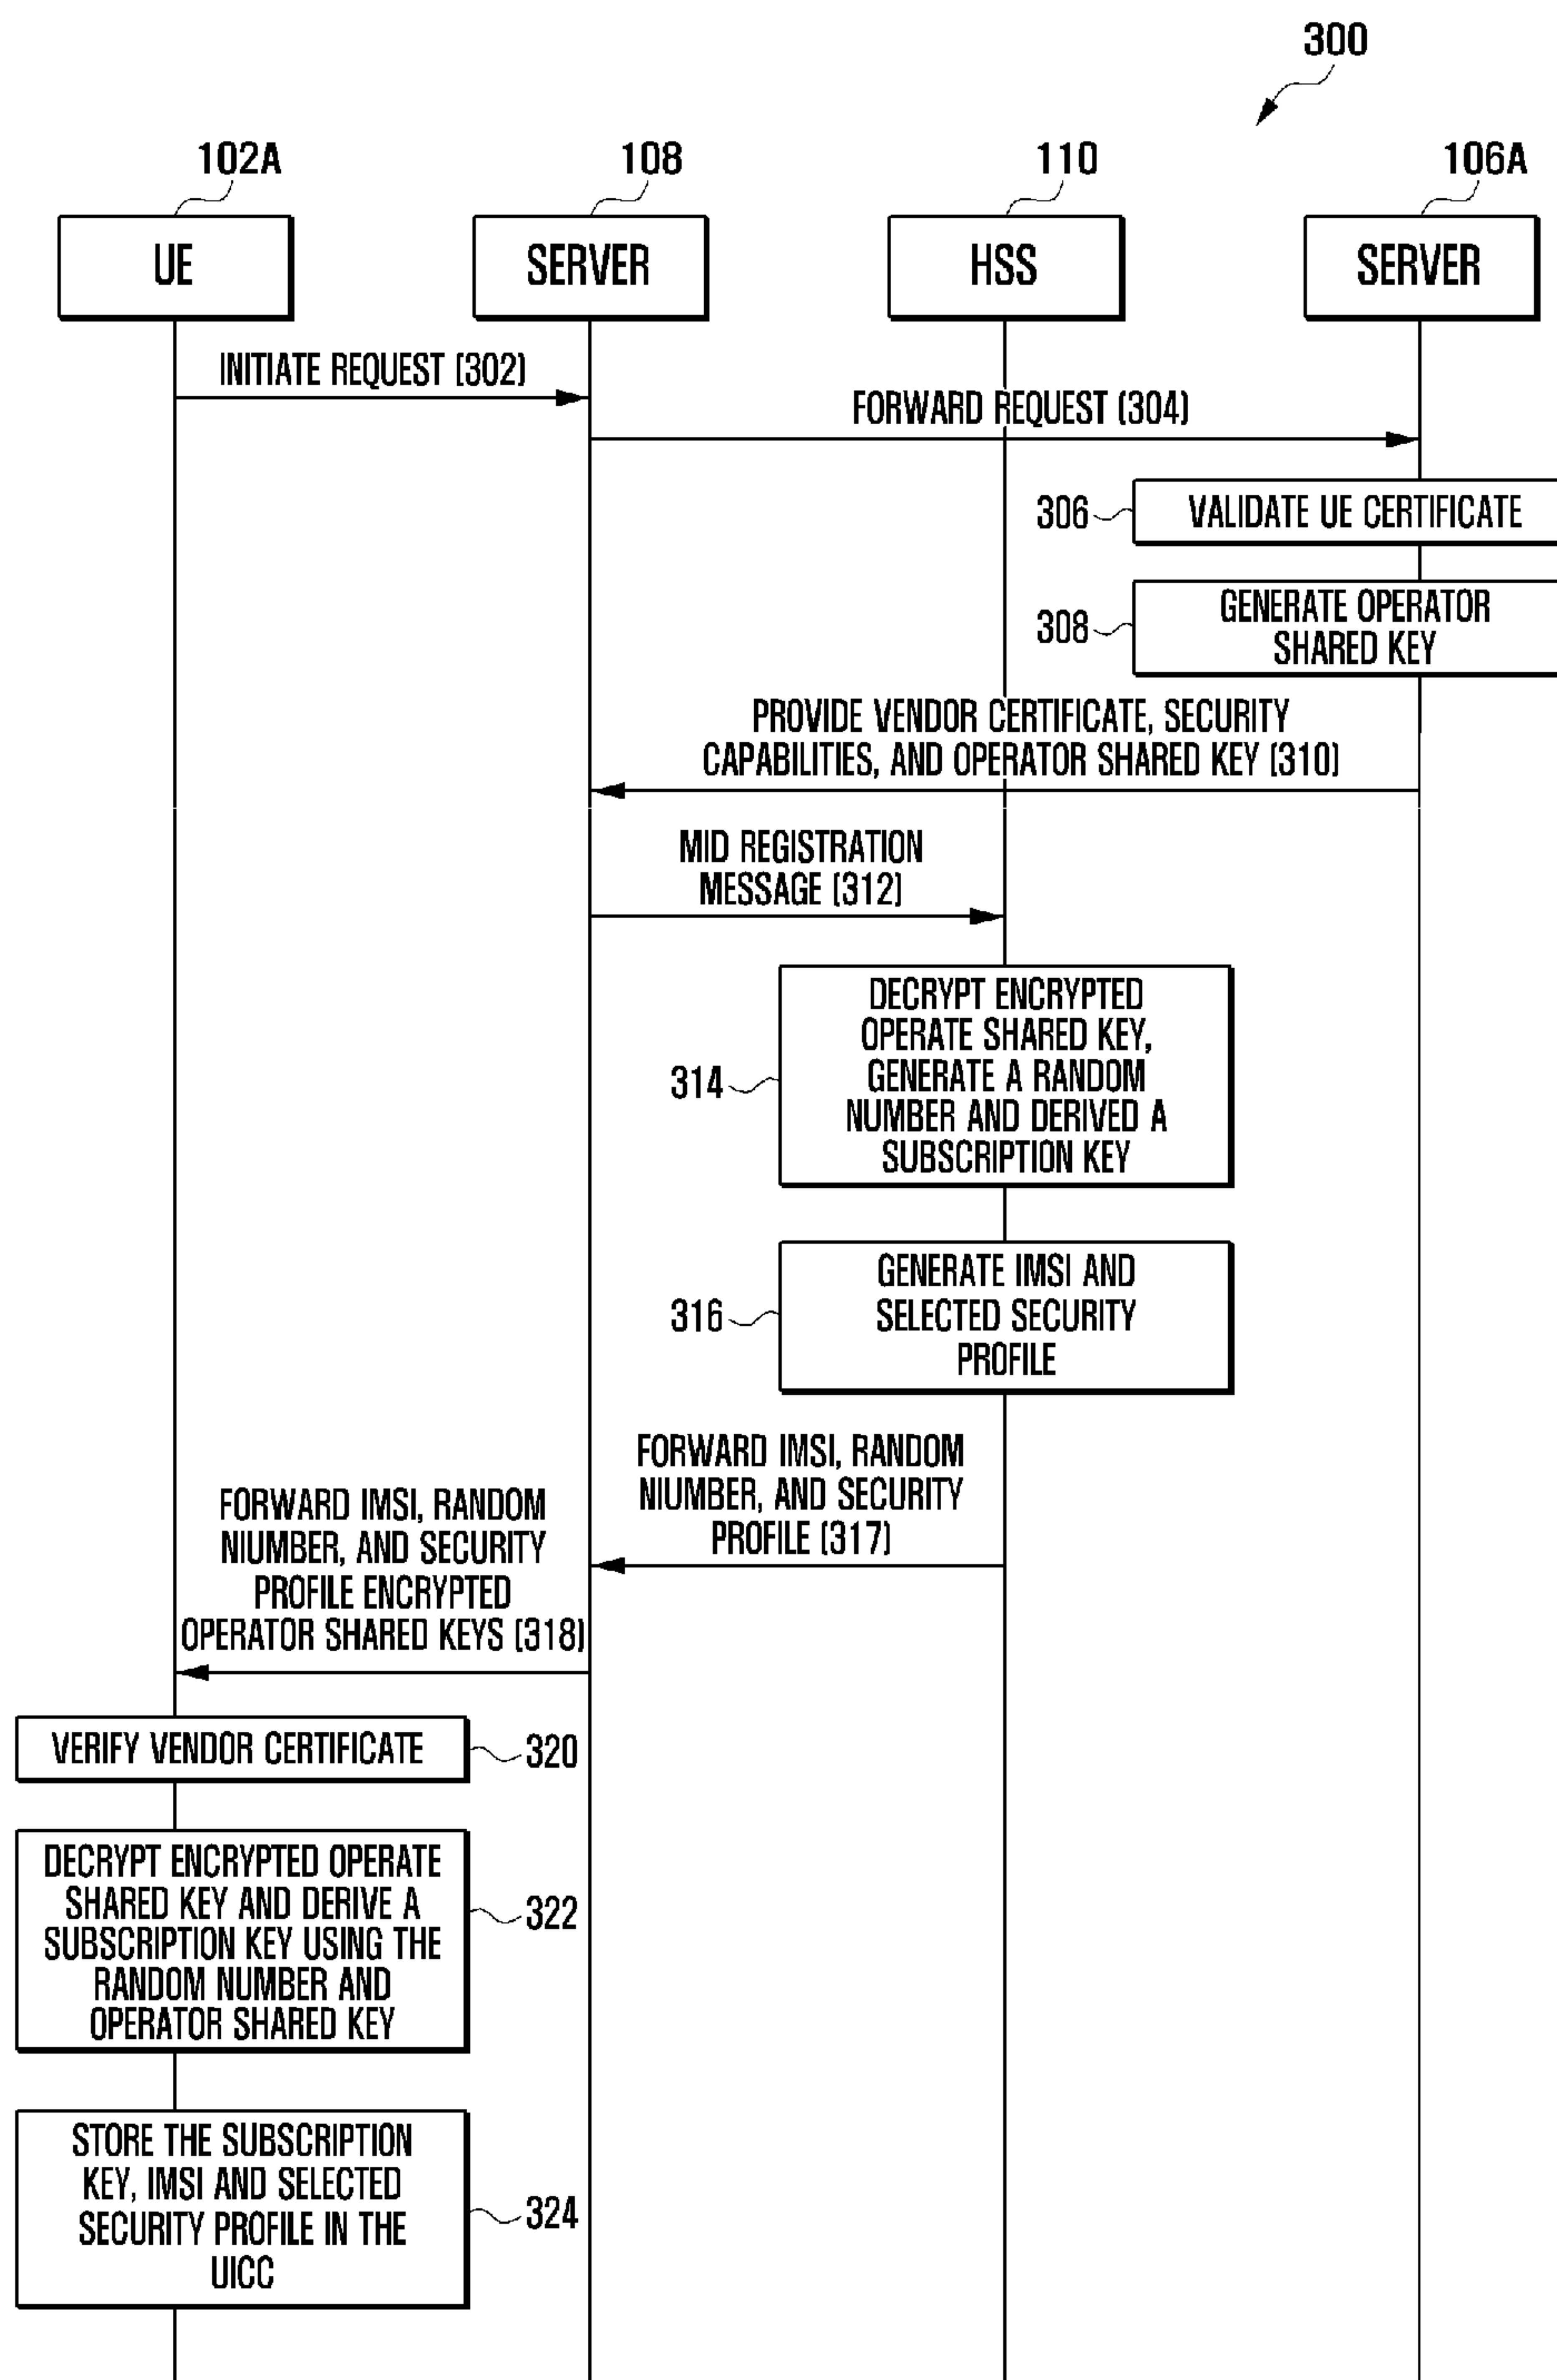 300
102A
108
110
106A
UE
SERVER
HSS
SERVER
INITIATE REQUEST (302)
FORWARD REQUEST (304)
306
VALIDATE UE CERTIFICATE
308
GENERATE OPERATOR
SHARED KEY
PROVIDE VENDOR CERTIFICATE, SECURITY
CAPABILITIES, AND OPERATOR SHARED KEY (310)
MID REGISTRATION
MESSAGE (312)
314
DECRYPT ENCRYPTED
OPERATE SHARED KEY,
GENERATE A RANDOM
NUMBER AND DERIVED A
SUBSCRIPTION KEY
316
GENERATE IMSI AND
SELECTED SECURITY
PROFILE
FORWARD IMSI, RANDOM
NIUMBER, AND SECURITY
PROFILE (317)
FORWARD IMSI, RANDOM
NIUMBER, AND SECURITY
PROFILE ENCRYPTED
OPERATOR SHARED KEYS (318)
VERIFY VENDOR CERTIFICATE
320
DECRYPT ENCRYPTED OPERATE
SHARED KEY AND DERIVE A
SUBSCRIPTION KEY USING THE
RANDOM NUMBER AND
OPERATOR SHARED KEY
322
STORE THE SUBSCRIPTION
KEY, IMSI AND SELECTED
SECURITY PROFILE IN THE
UICC
324